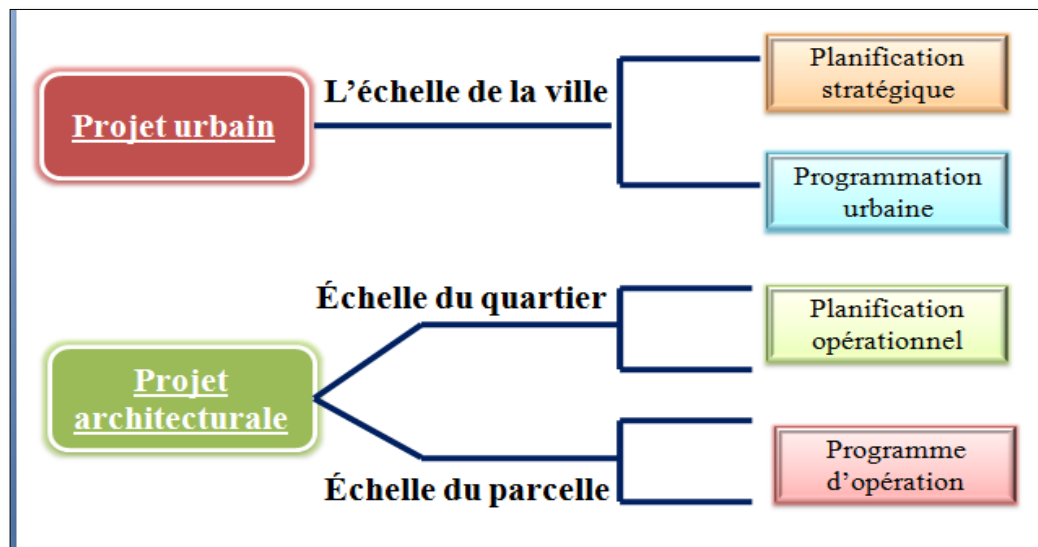 Projet urbain
L'échelle de la ville
Planification
stratégique
Programmation
urbaine
Projet
architecturale
Échelle du quartier
Planification
opérationnel
Échelle du parcelle
Programme
d'opération